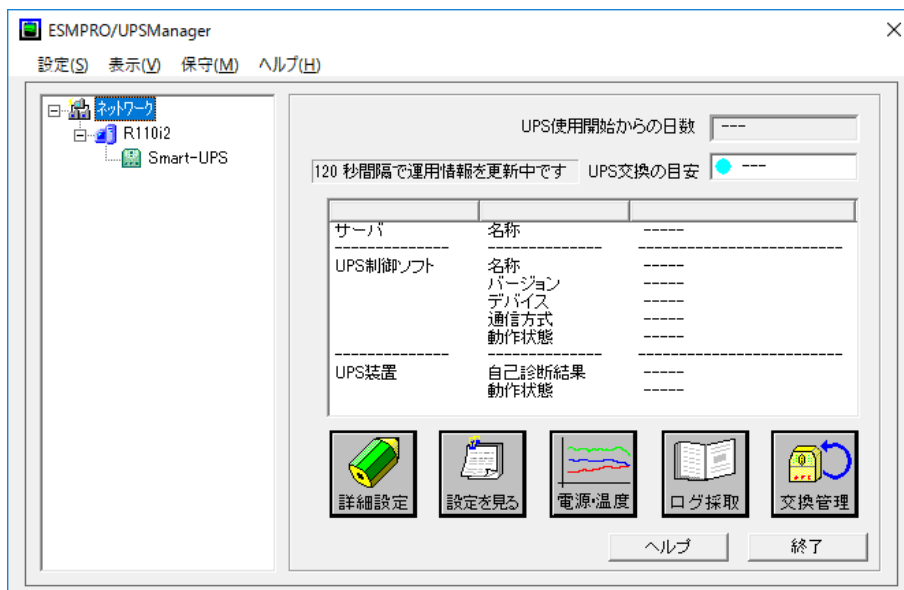 ESMPRO/UPSManager
設定(S) 表示(V) 保守(M) ヘルプ(H)
ネットワーク
R110i2
Smart-UPS
UPS使用開始からの日数 ---
120 秒間隔で運用情報を更新中です UPS交換の目安 ---
サーバ 名称 -----
-------------- -------------- -------------------------
UPS制御ソフト 名称 -----
バージョン -----
デバイス -----
通信方式 -----
動作状態 -----
-------------- -------------- -------------------------
UPS装置 自己診断結果 -----
動作状態 -----
詳細設定 設定を見る 電源・温度 ログ採取 交換管理
ヘルプ 終了